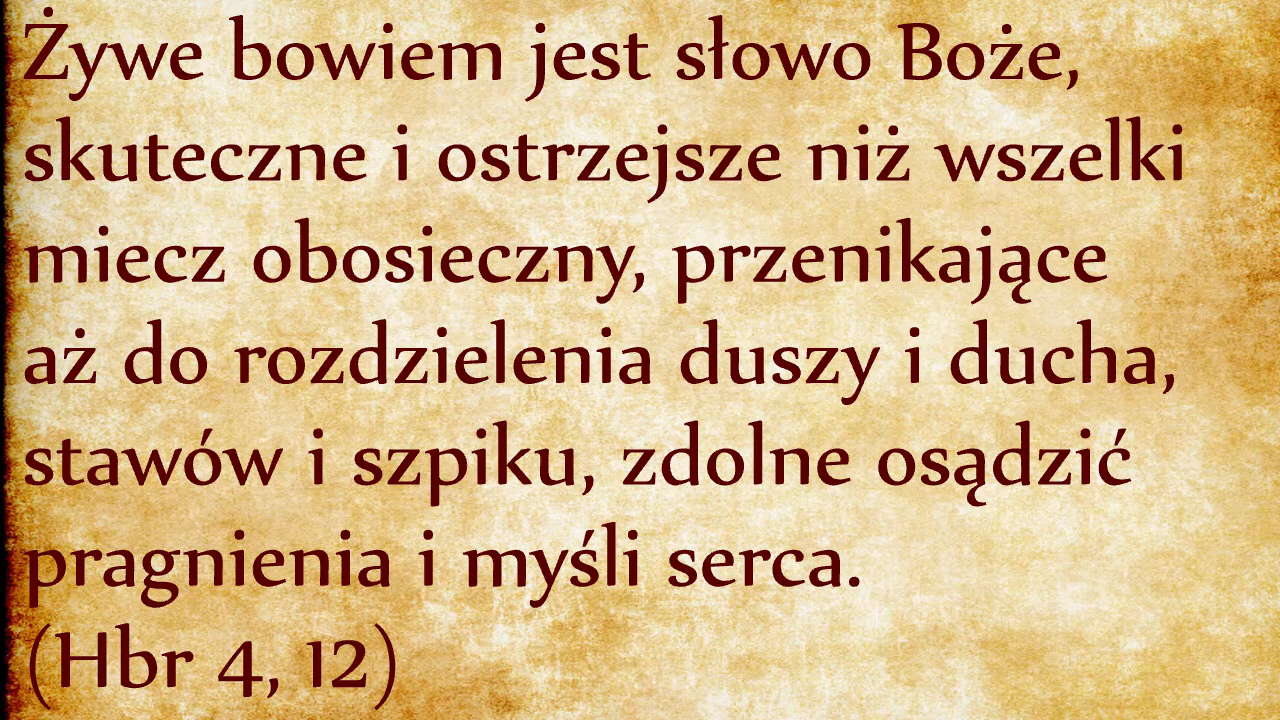 Żywe bowiem jest słowo Boże,
skuteczne i ostrzejsze niż wszelki
miecz obosieczny, przenikające
aż do rozdzielenia duszy i ducha,
stawów i szpiku, zdolne osądzić
pragnienia i myśli serca.
(Hbr 4, 12)